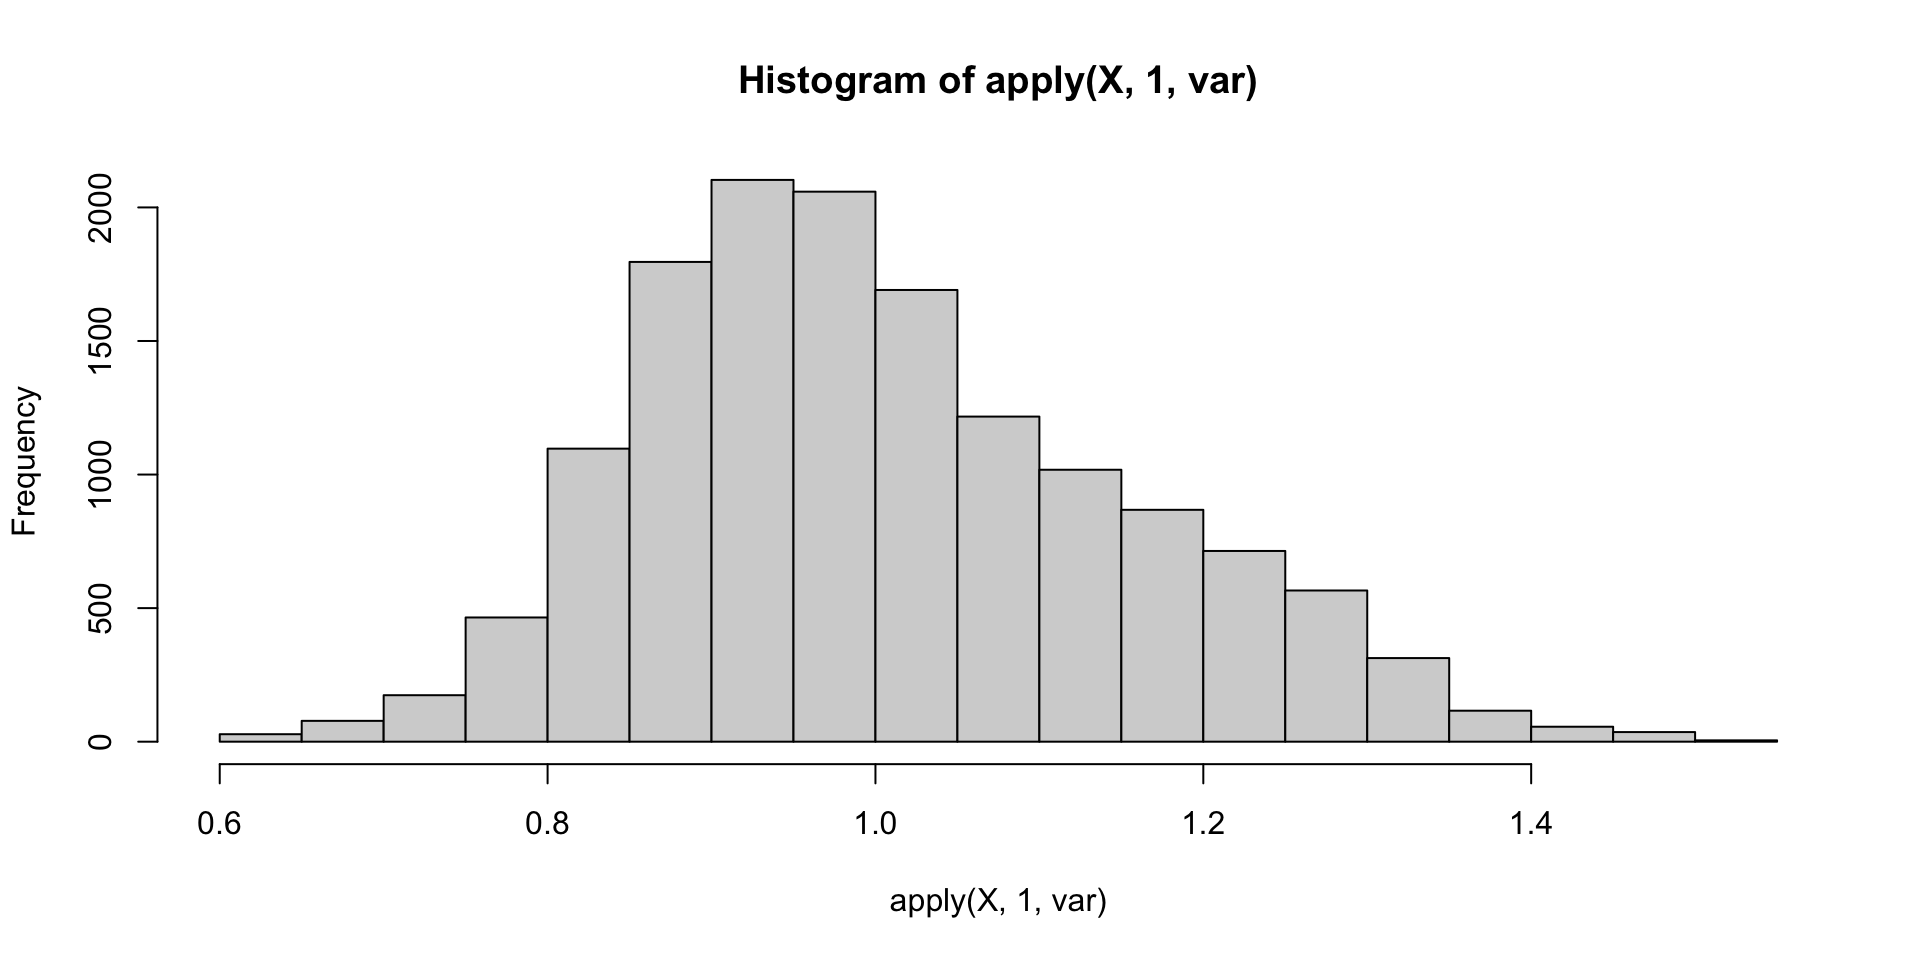 Histogram of apply(X, 1, var)
Frequency
2000
1500
1000
500
0
0.6 0.8 1.0 1.2 1.4
apply(X, 1, var)